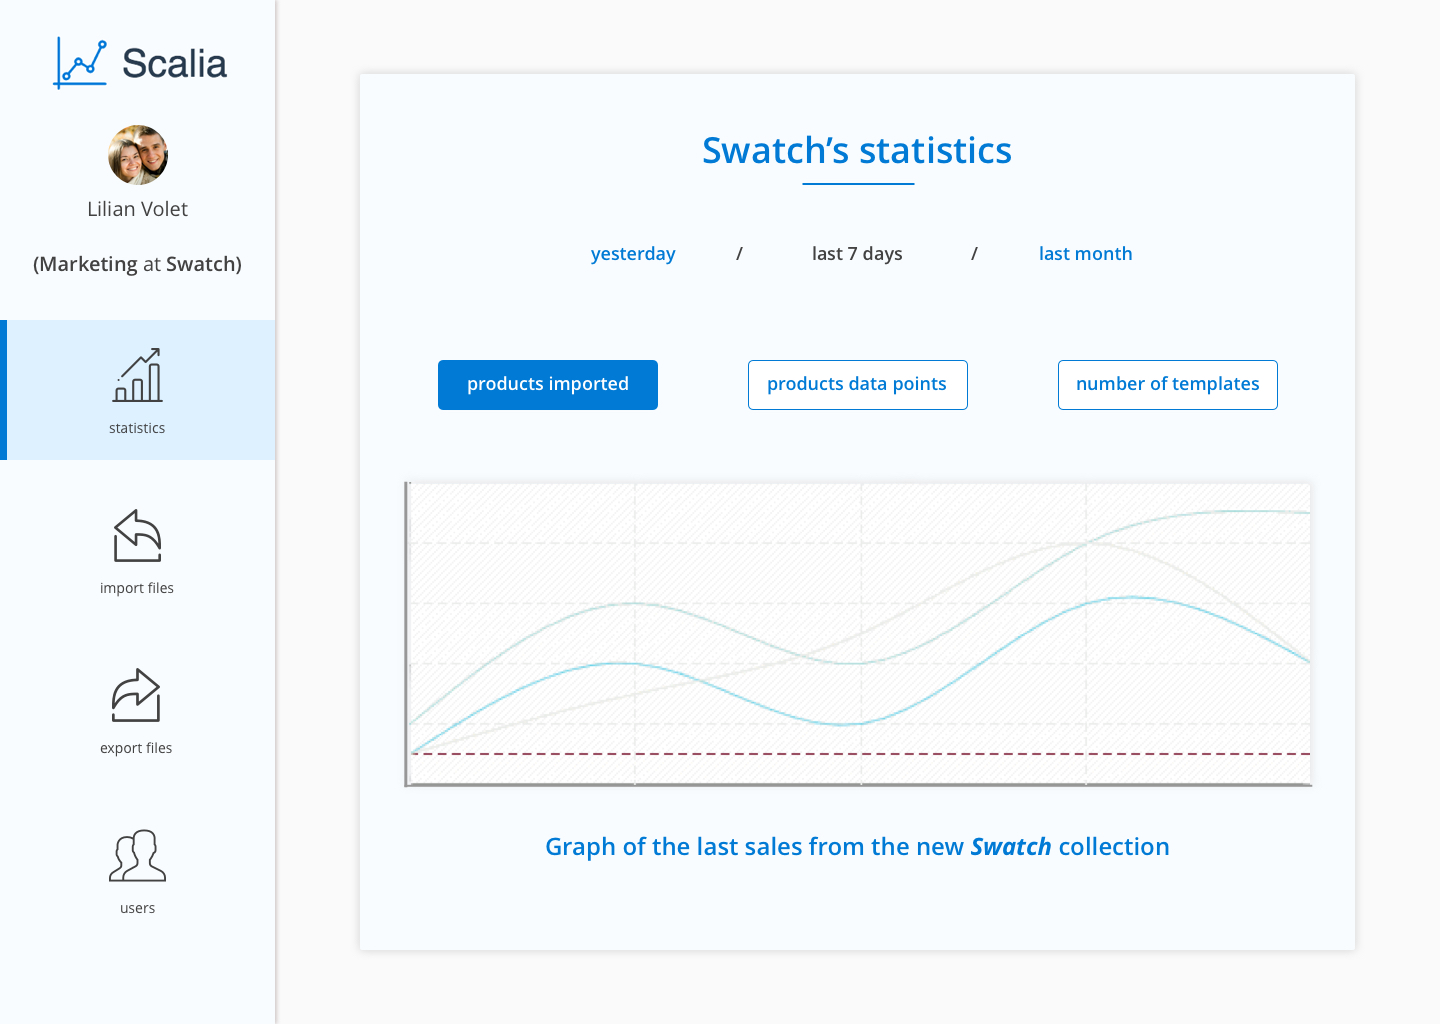 Scalia
Lilian Volet
(Marketing at Swatch)
statistics
import files
export files
users
Swatch’s statistics
yesterday / last 7 days / last month
products imported
products data points
number of templates
Graph of the last sales from the new Swatch collection